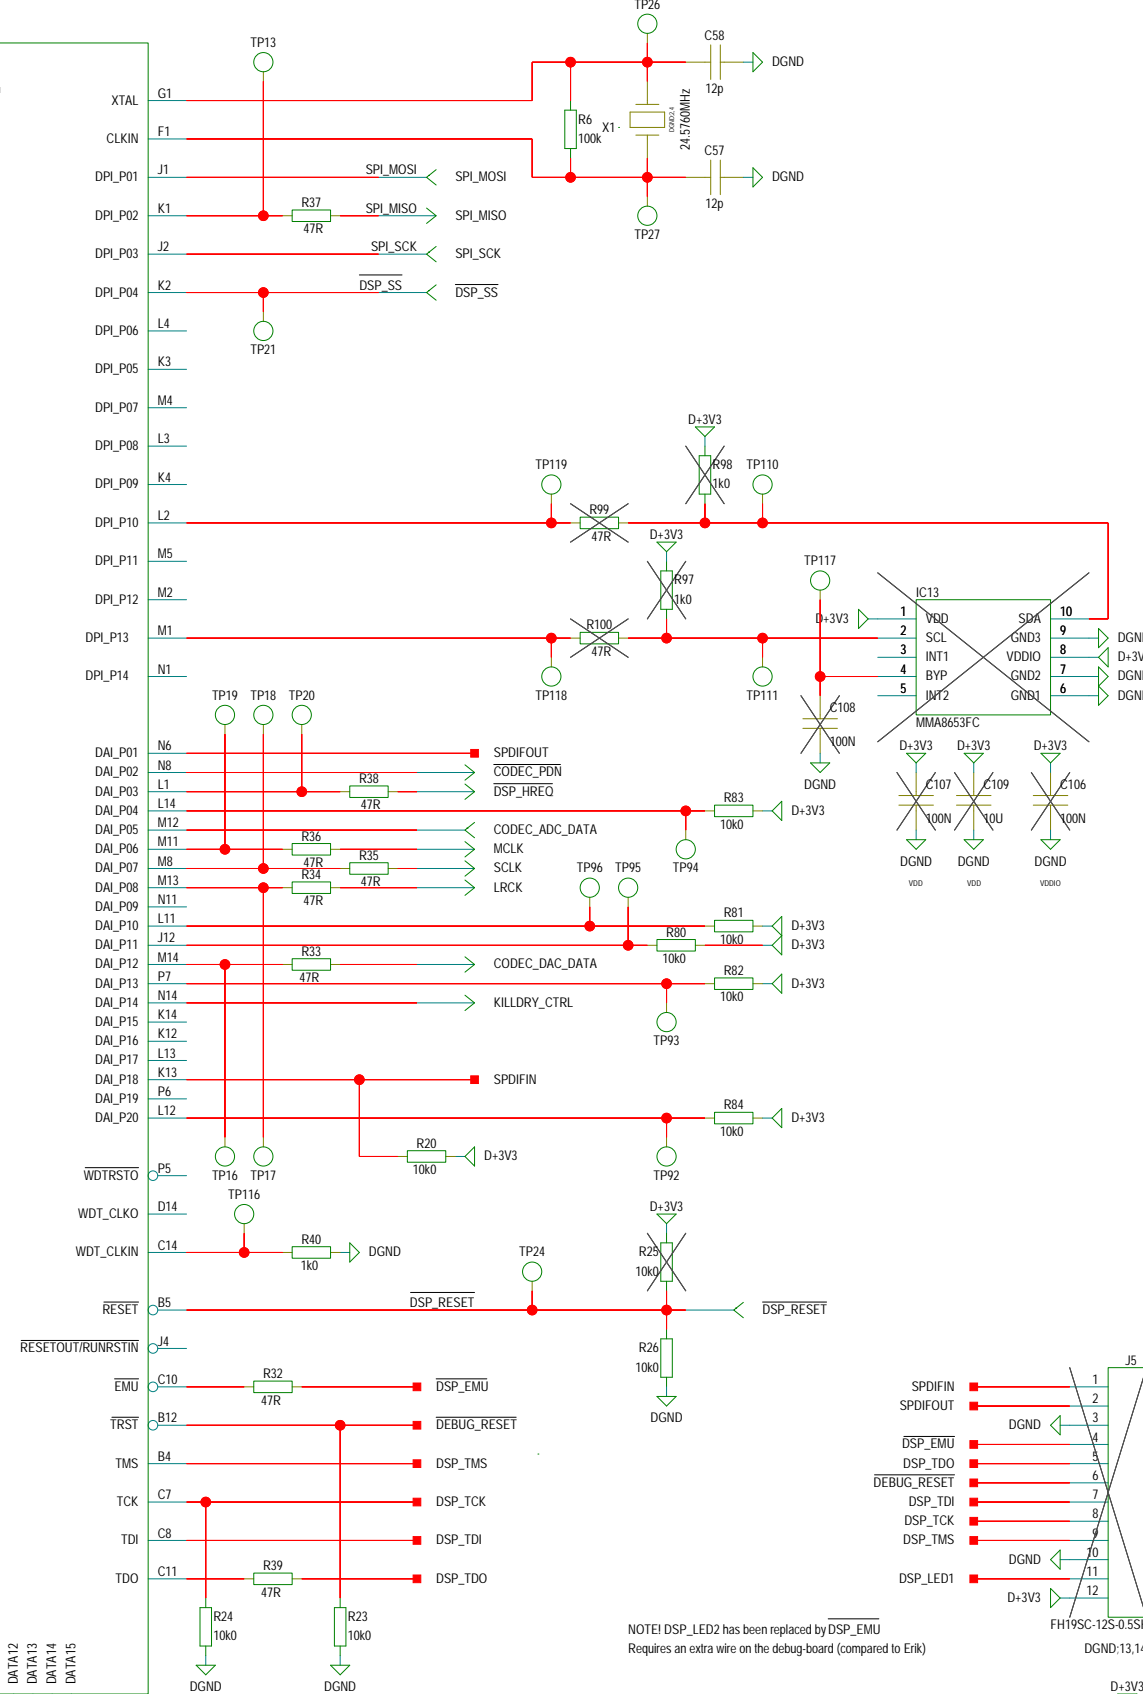 TP26
TP13
C58
DGND
12p
XTAL G1
R6
100k
X1
DGND;2,4
24.5760MHz
CLKIN F1
C57
DGND
12p
TP27
DPI_P01 J1 SPI_MOSI SPI_MOSI
DPI_P02 K1 R37 47R SPI_MISO SPI_MISO
DPI_P03 J2 SPI_SCK SPI_SCK
DPI_P04 K2 DSP_SS DSP_SS
TP21
DPI_P06 L4
DPI_P05 K3
DPI_P07 M4
DPI_P08 L3
DPI_P09 K4
DPI_P10 L2
DPI_P11 M5
DPI_P12 M2
DPI_P13 M1
DPI_P14 N1
D+3V3
R98
1k0
TP119
TP110
R99
47R
D+3V3
R97
1k0
R100
47R
TP118
TP111
TP117
IC13
D+3V3 1 VDD
2 SCL
3 INT1
4 BYP
5 INT2
SDA 10
GND3 9
VDDIO 8
GND2 7
GND1 6
MMA8653FC
C108
100N
DGND
D+3V3 D+3V3 D+3V3
C107 C109 C106
100N 10U 100N
DGND DGND DGND
VDD VDD VDDIO
TP19 TP18 TP20
DAI_P01 N6 SPDIFOUT
DAI_P02 N8 CODEC_PDN
DAI_P03 L1 R38 47R DSP_HREQ
DAI_P04 L14 R83 10k0 D+3V3
TP94
DAI_P05 M12 CODEC_ADC_DATA
DAI_P06 M11 R36 47R MCLK
DAI_P07 M8 R35 47R SCLK
DAI_P08 M13 R34 47R LRCK
DAI_P09 N11
TP96 TP95
DAI_P10 L11 R81 10k0 D+3V3
DAI_P11 J12 R80 10k0 D+3V3
DAI_P12 M14 R33 47R CODEC_DAC_DATA
DAI_P13 P7 R82 10k0 D+3V3
TP93
DAI_P14 N14 KILLDRY_CTRL
DAI_P15 K14
DAI_P16 K12
DAI_P17 L13
DAI_P18 K13 SPDIFIN
DAI_P19 P6
DAI_P20 L12 R84 10k0 D+3V3
R20 10k0 D+3V3
TP16 TP17
TP92
WDTRSTO P5
WDT_CLKO D14
TP116
WDT_CLKIN C14 R40 1k0 DGND
TP24
D+3V3
R25
10k0
RESET B5 DSP_RESET DSP_RESET
R26
10k0
DGND
RESETOUT/RUNRSTIN J4
EMU C10 R32 47R DSP_EMU
TRST B12 DEBUG_RESET
TMS B4 DSP_TMS
TCK C7 DSP_TCK
TDI C8 DSP_TDI
TDO C11 R39 47R DSP_TDO
R24 10k0
R23 10k0
DGND DGND
J5
SPDIFIN 1
SPDIFOUT 2
DGND 3
DSP_EMU 4
DSP_TDO 5
DEBUG_RESET 6
DSP_TDI 7
DSP_TCK 8
DSP_TMS 9
DGND 10
DSP_LED1 11
D+3V3 12
DGND;13,14
D+3V3
NOTE! DSP_LED2 has been replaced by DSP_EMU
Requires an extra wire on the debug-board (compared to Erik)
DATA12
DATA13
DATA14
DATA15